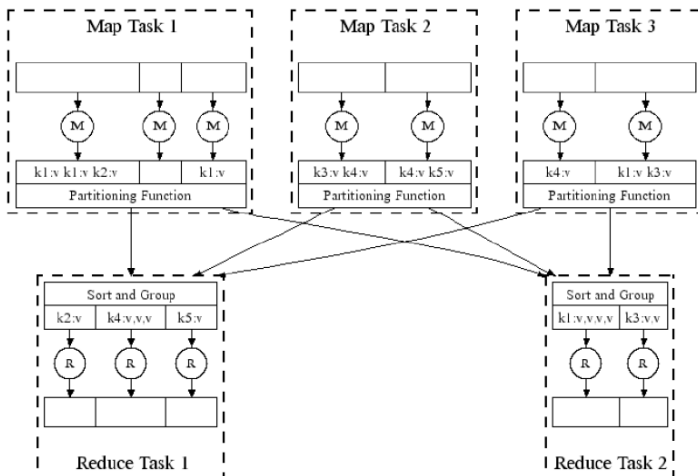 Map Task 1 Map Task 2 Map Task 3
M M M M M M M
k1:v k1:v k2:v k1:v k3:v k4:v k4:v k5:v k4:v k1:v k3:v
Partitioning Function Partitioning Function Partitioning Function
Sort and Group Sort and Group
k2:v k4:v,v,v k5:v k1:v,v,v,v k3:v,v
R R R R R
Reduce Task 1 Reduce Task 2